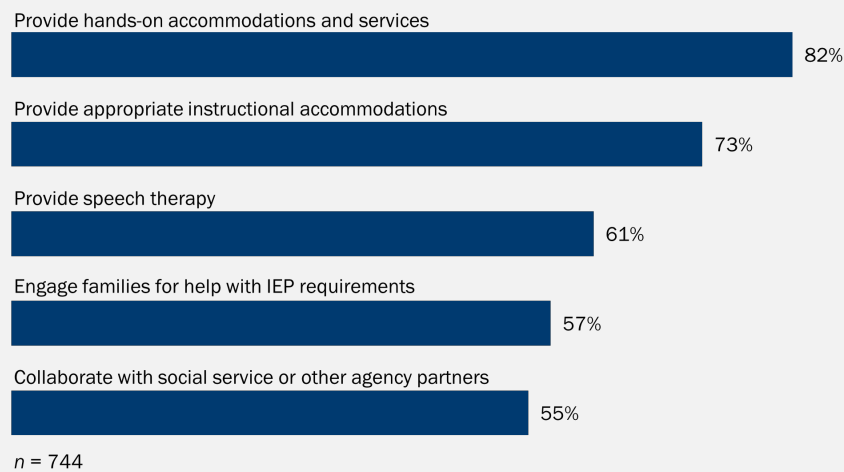 Provide hands-on accommodations and services
82%
Provide appropriate instructional accommodations
73%
Provide speech therapy
61%
Engage families for help with IEP requirements
57%
Collaborate with social service or other agency partners
55%
n = 744